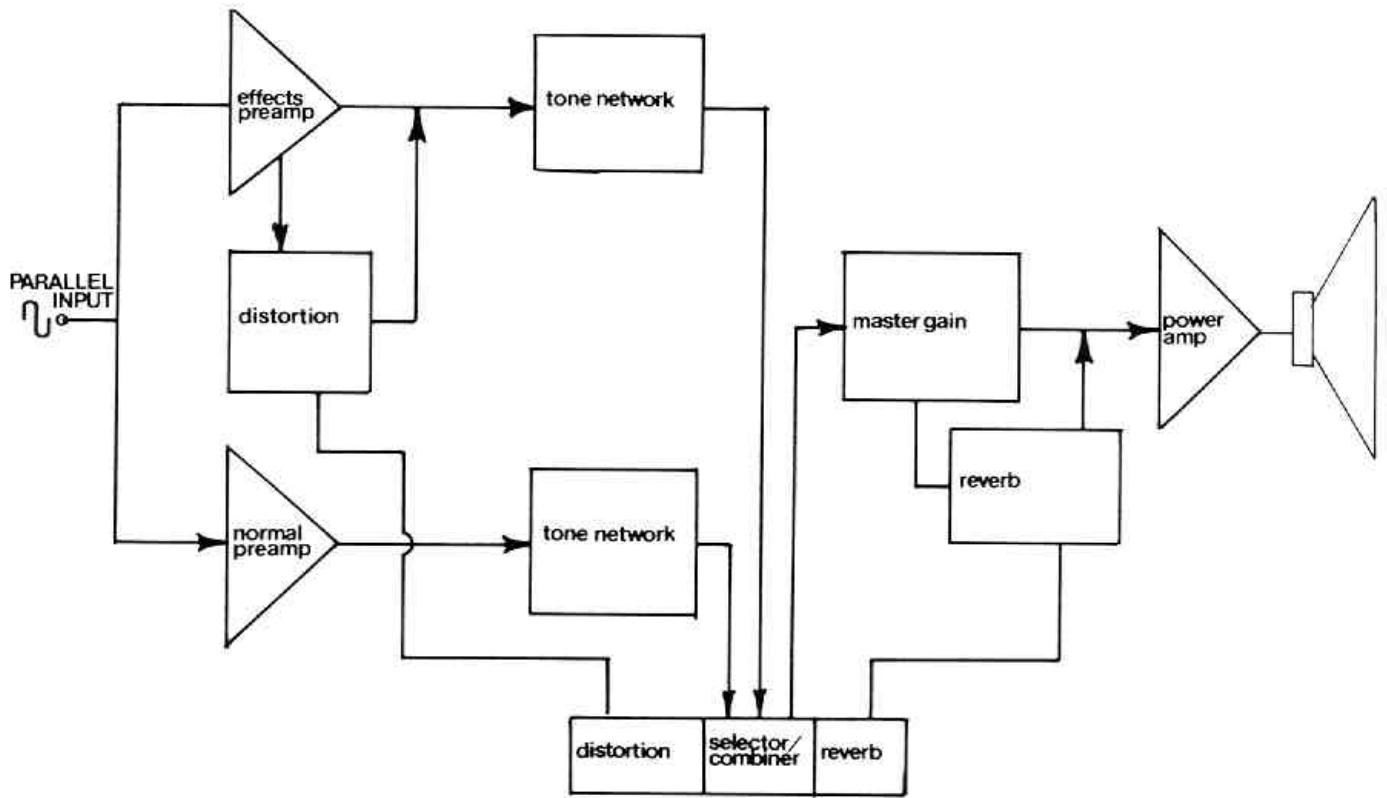 effects
preamp
tone network
PARALLEL
INPUT
distortion
master gain
power
amp
reverb
normal
preamp
tone network
distortion
selector/
combiner
reverb